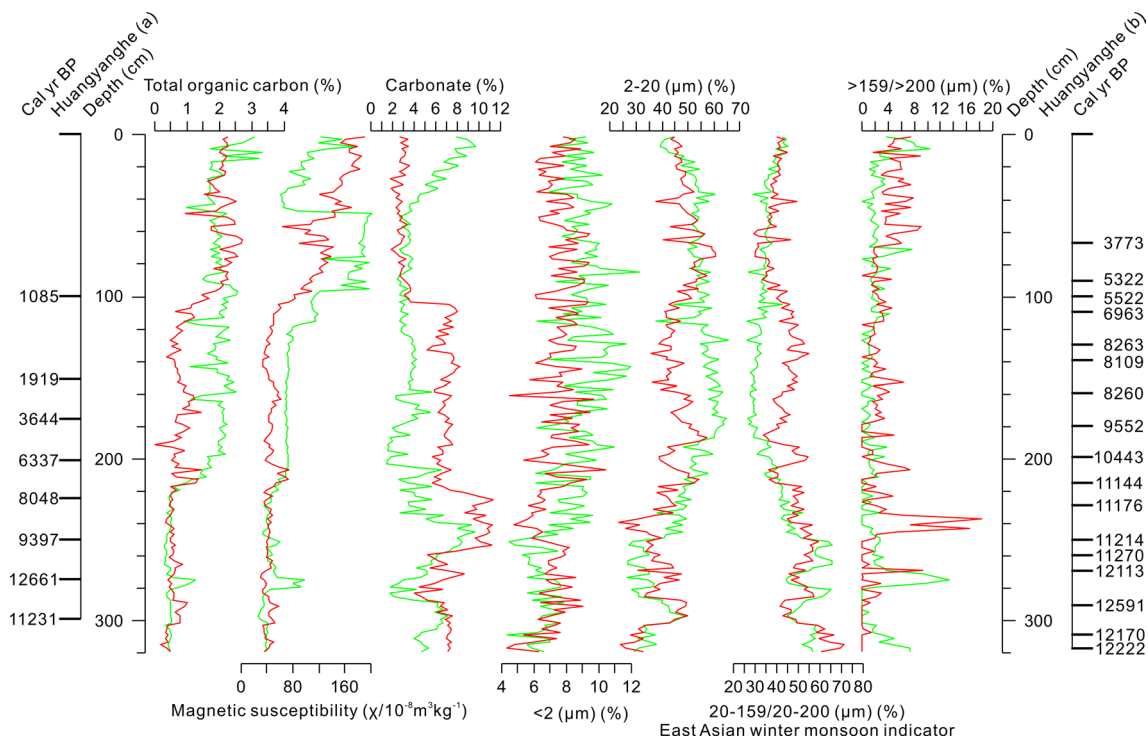 Cal yr BP
Huangyanghe (a)
Depth (cm)
Total organic carbon (%)
0 1 2 3 4
Carbonate (%)
0 2 4 6 8 10 12
2-20 (μm) (%)
20 30 40 50 60 70
>159/>200 (μm) (%)
0 4 8 12 16 20
Depth (cm)
Huangyanghe (b)
Cal yr BP
0
100
200
300
1085
1919
3644
6337
8048
9397
12661
11231
0
100
200
300
3773
5322
5522
6963
8263
8109
8260
9552
10443
11144
11176
11214
11270
12113
12591
12170
12222
0 80 160
Magnetic susceptibility (χ/10⁻⁸m³kg⁻¹)
4 6 8 10 12
<2 (μm) (%)
20 30 40 50 60 70 80
20-159/20-200 (μm) (%)
East Asian winter monsoon indicator